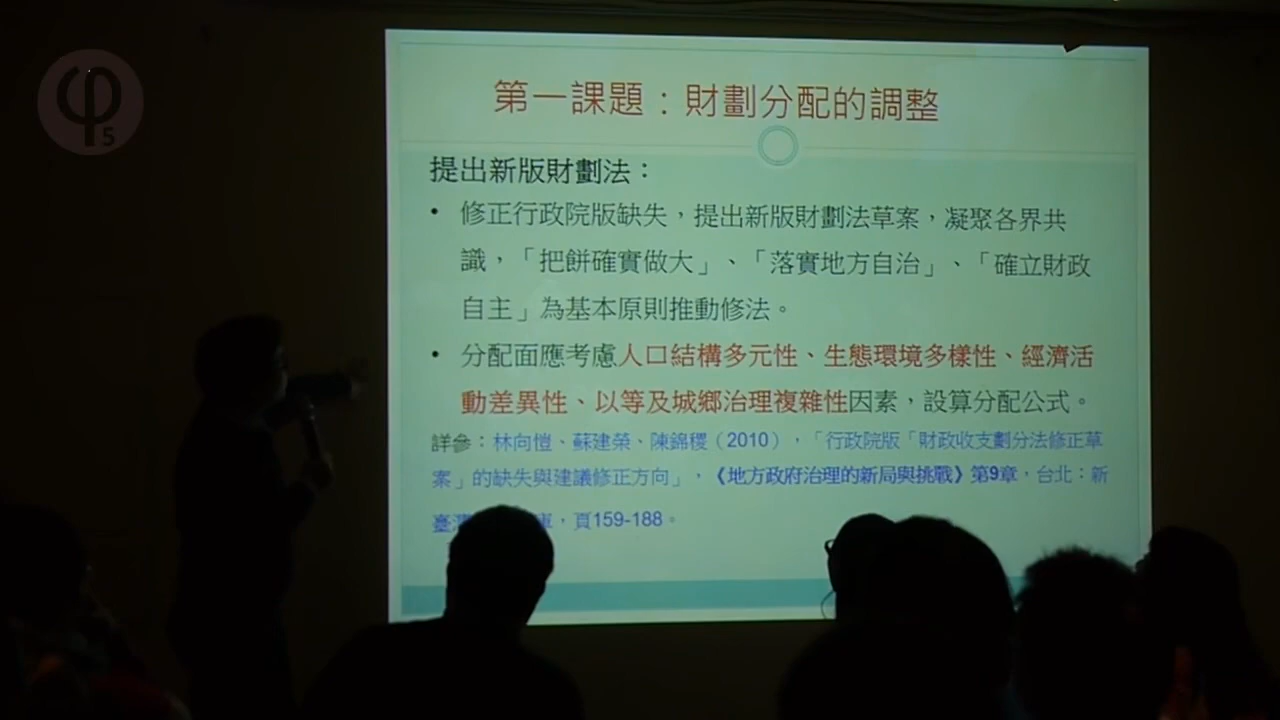 φ5
第一課題：財劃分配的調整
提出新版財劃法：
• 修正行政院版缺失，提出新版財劃法草案，凝聚各界共
識，「把餅確實做大」、「落實地方自治」、「確立財政
自主」為基本原則推動修法。
• 分配面應考慮人口結構多元性、生態環境多樣性、經濟活
動差異性、以等及城鄉治理複雜性因素，設算分配公式。
詳參：林向愷、蘇建榮、陳錦稷（2010），「行政院版「財政收支劃分法修正草
案」的缺失與建議修正方向」，《地方政府治理的新局與挑戰》第9章，台北：新
臺灣 庫，頁159-188。